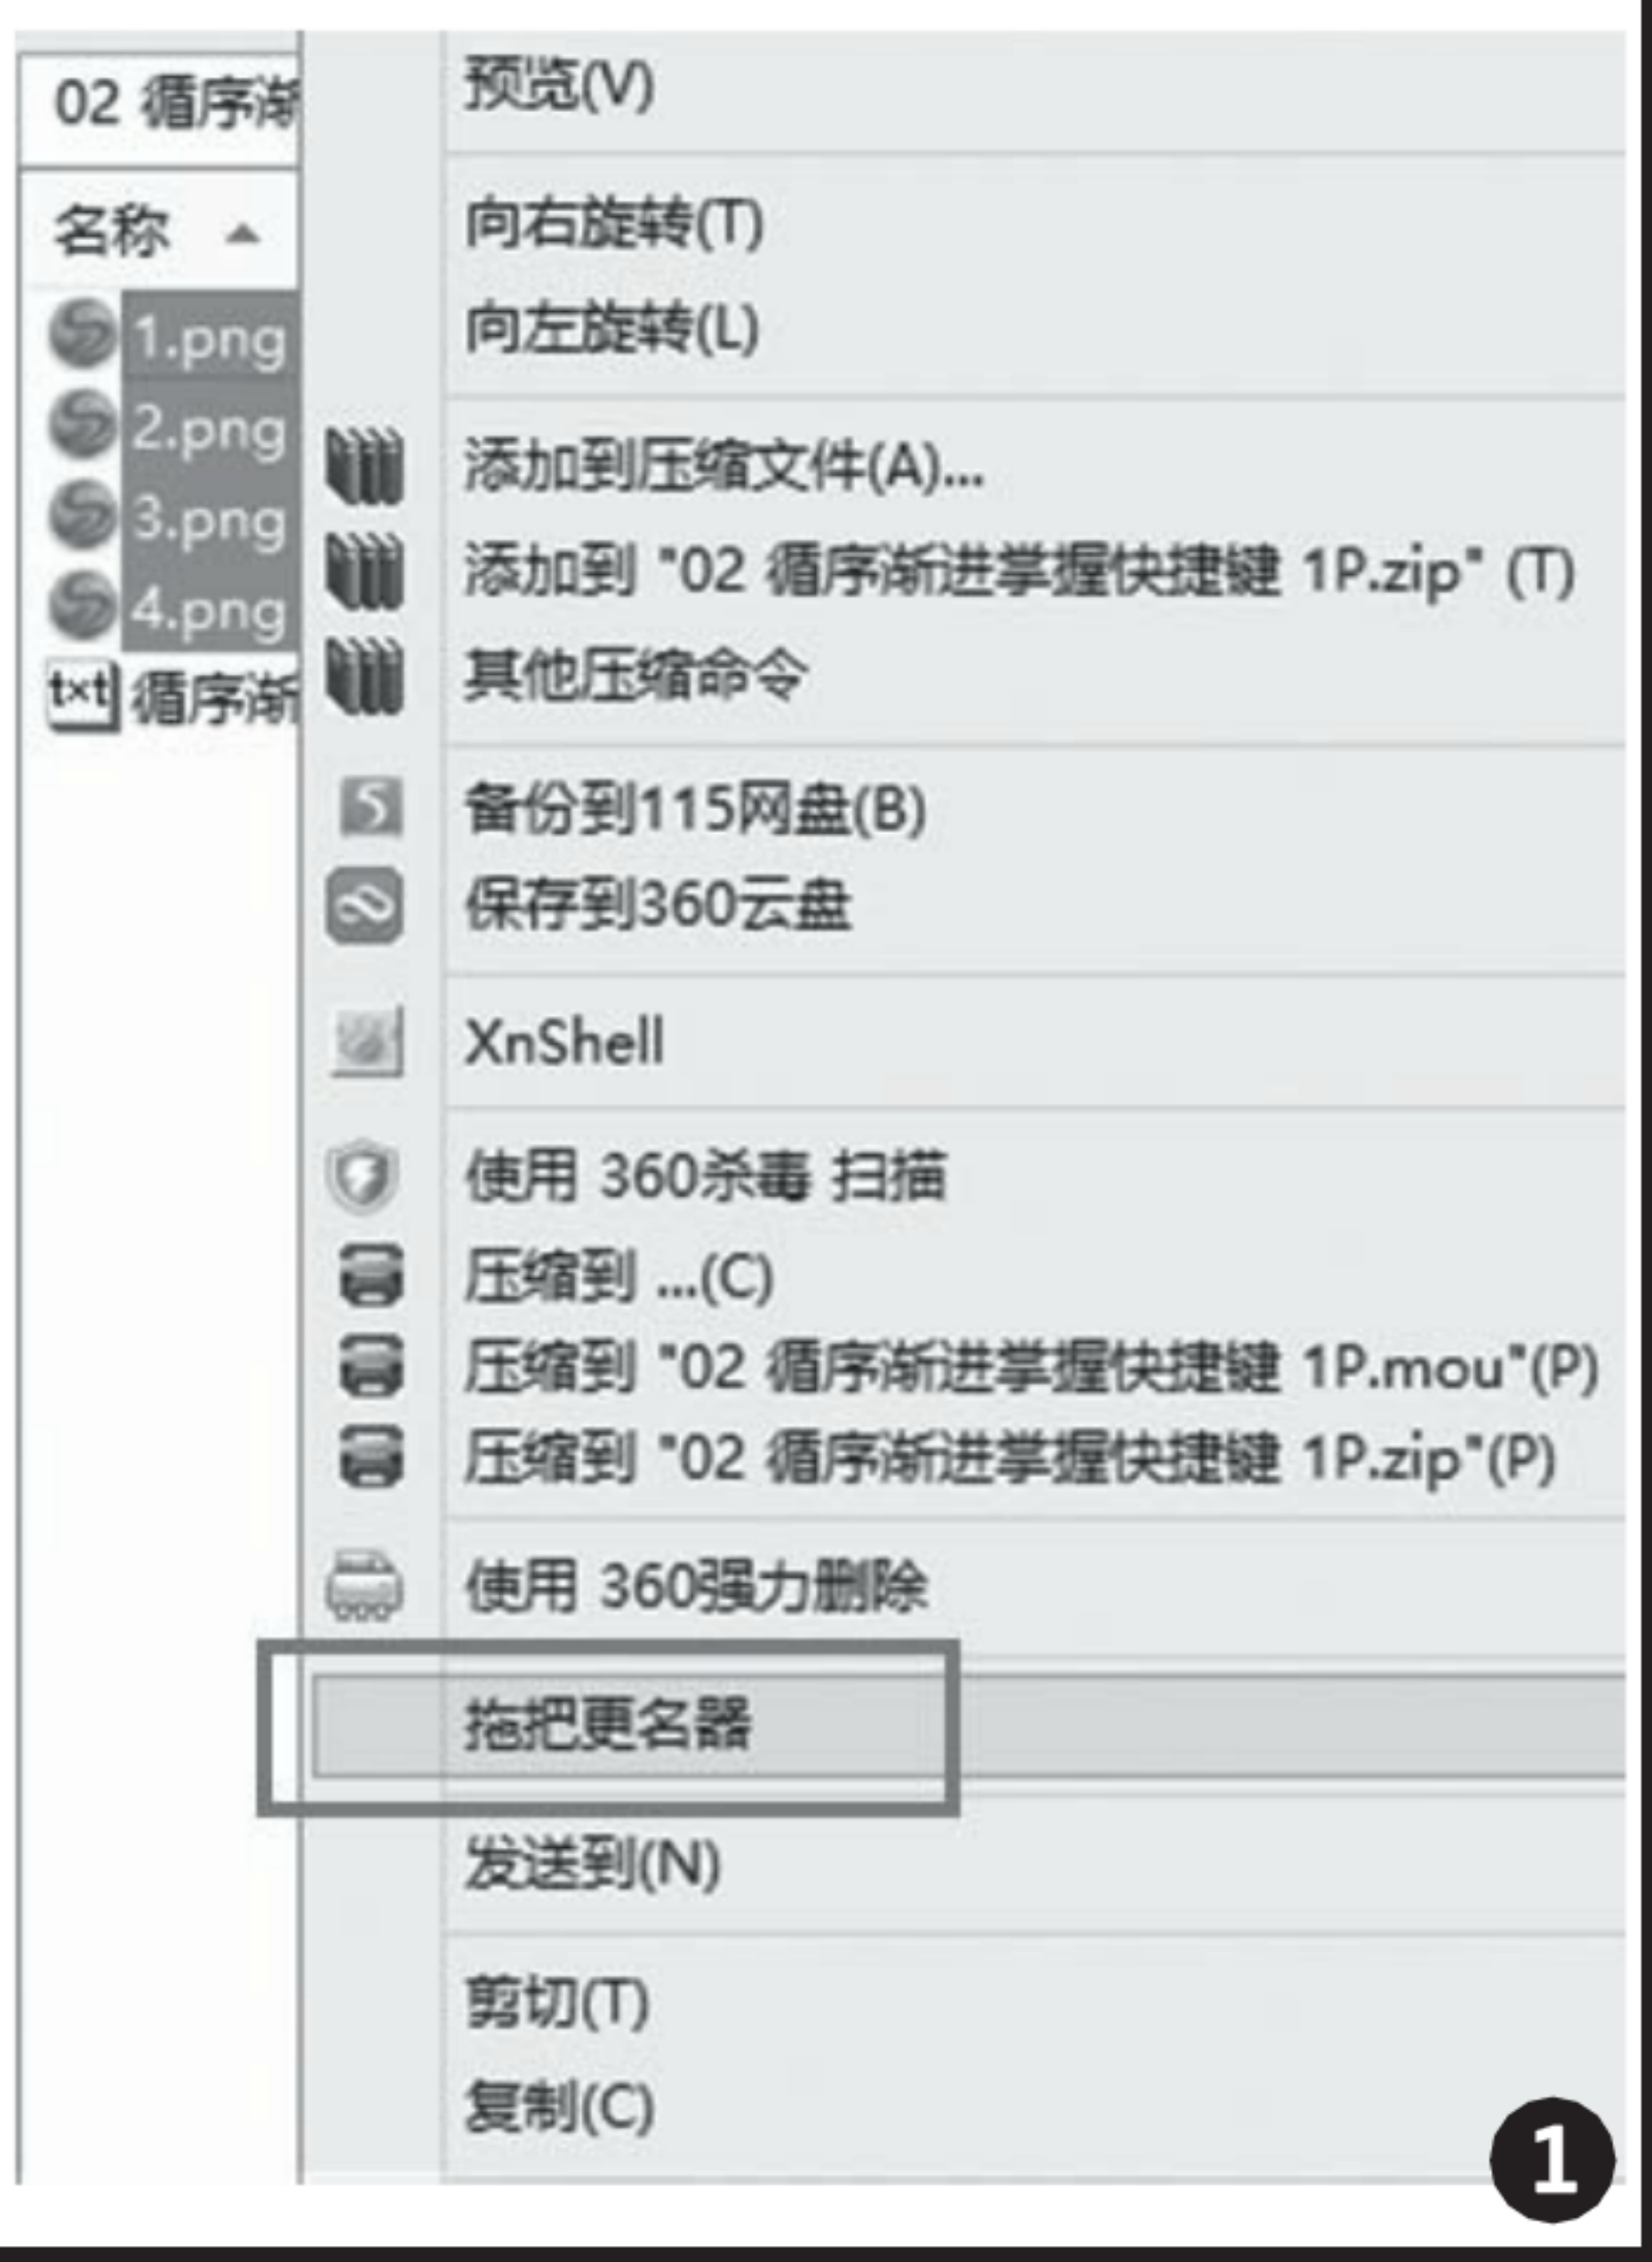 02 循序渐
名称
1.png
2.png
3.png
4.png
txt 循序渐
预览(V)
向右旋转(T)
向左旋转(L)
添加到压缩文件(A)...
添加到 "02 循序渐进掌握快捷键 1P.zip" (T)
其他压缩命令
5 备份到115网盘(B)
保存到360云盘
XnShell
使用 360杀毒 扫描
压缩到 ...(C)
压缩到 "02 循序渐进掌握快捷键 1P.mou"(P)
压缩到 "02 循序渐进掌握快捷键 1P.zip"(P)
使用 360强力删除
拖把更名器
发送到(N)
剪切(T)
复制(C)
1